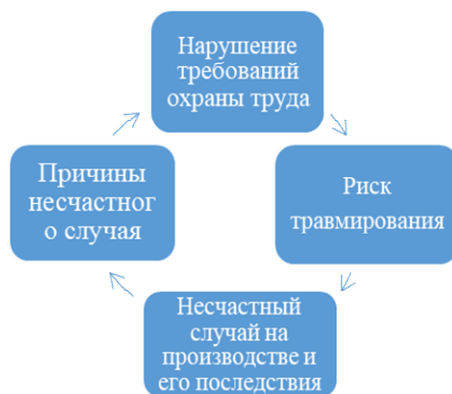 Нарушение
требований
охраны труда
Риск
травмирования
Несчастный
случай на
производстве и
его последствия
Причины
несчастног
о случая